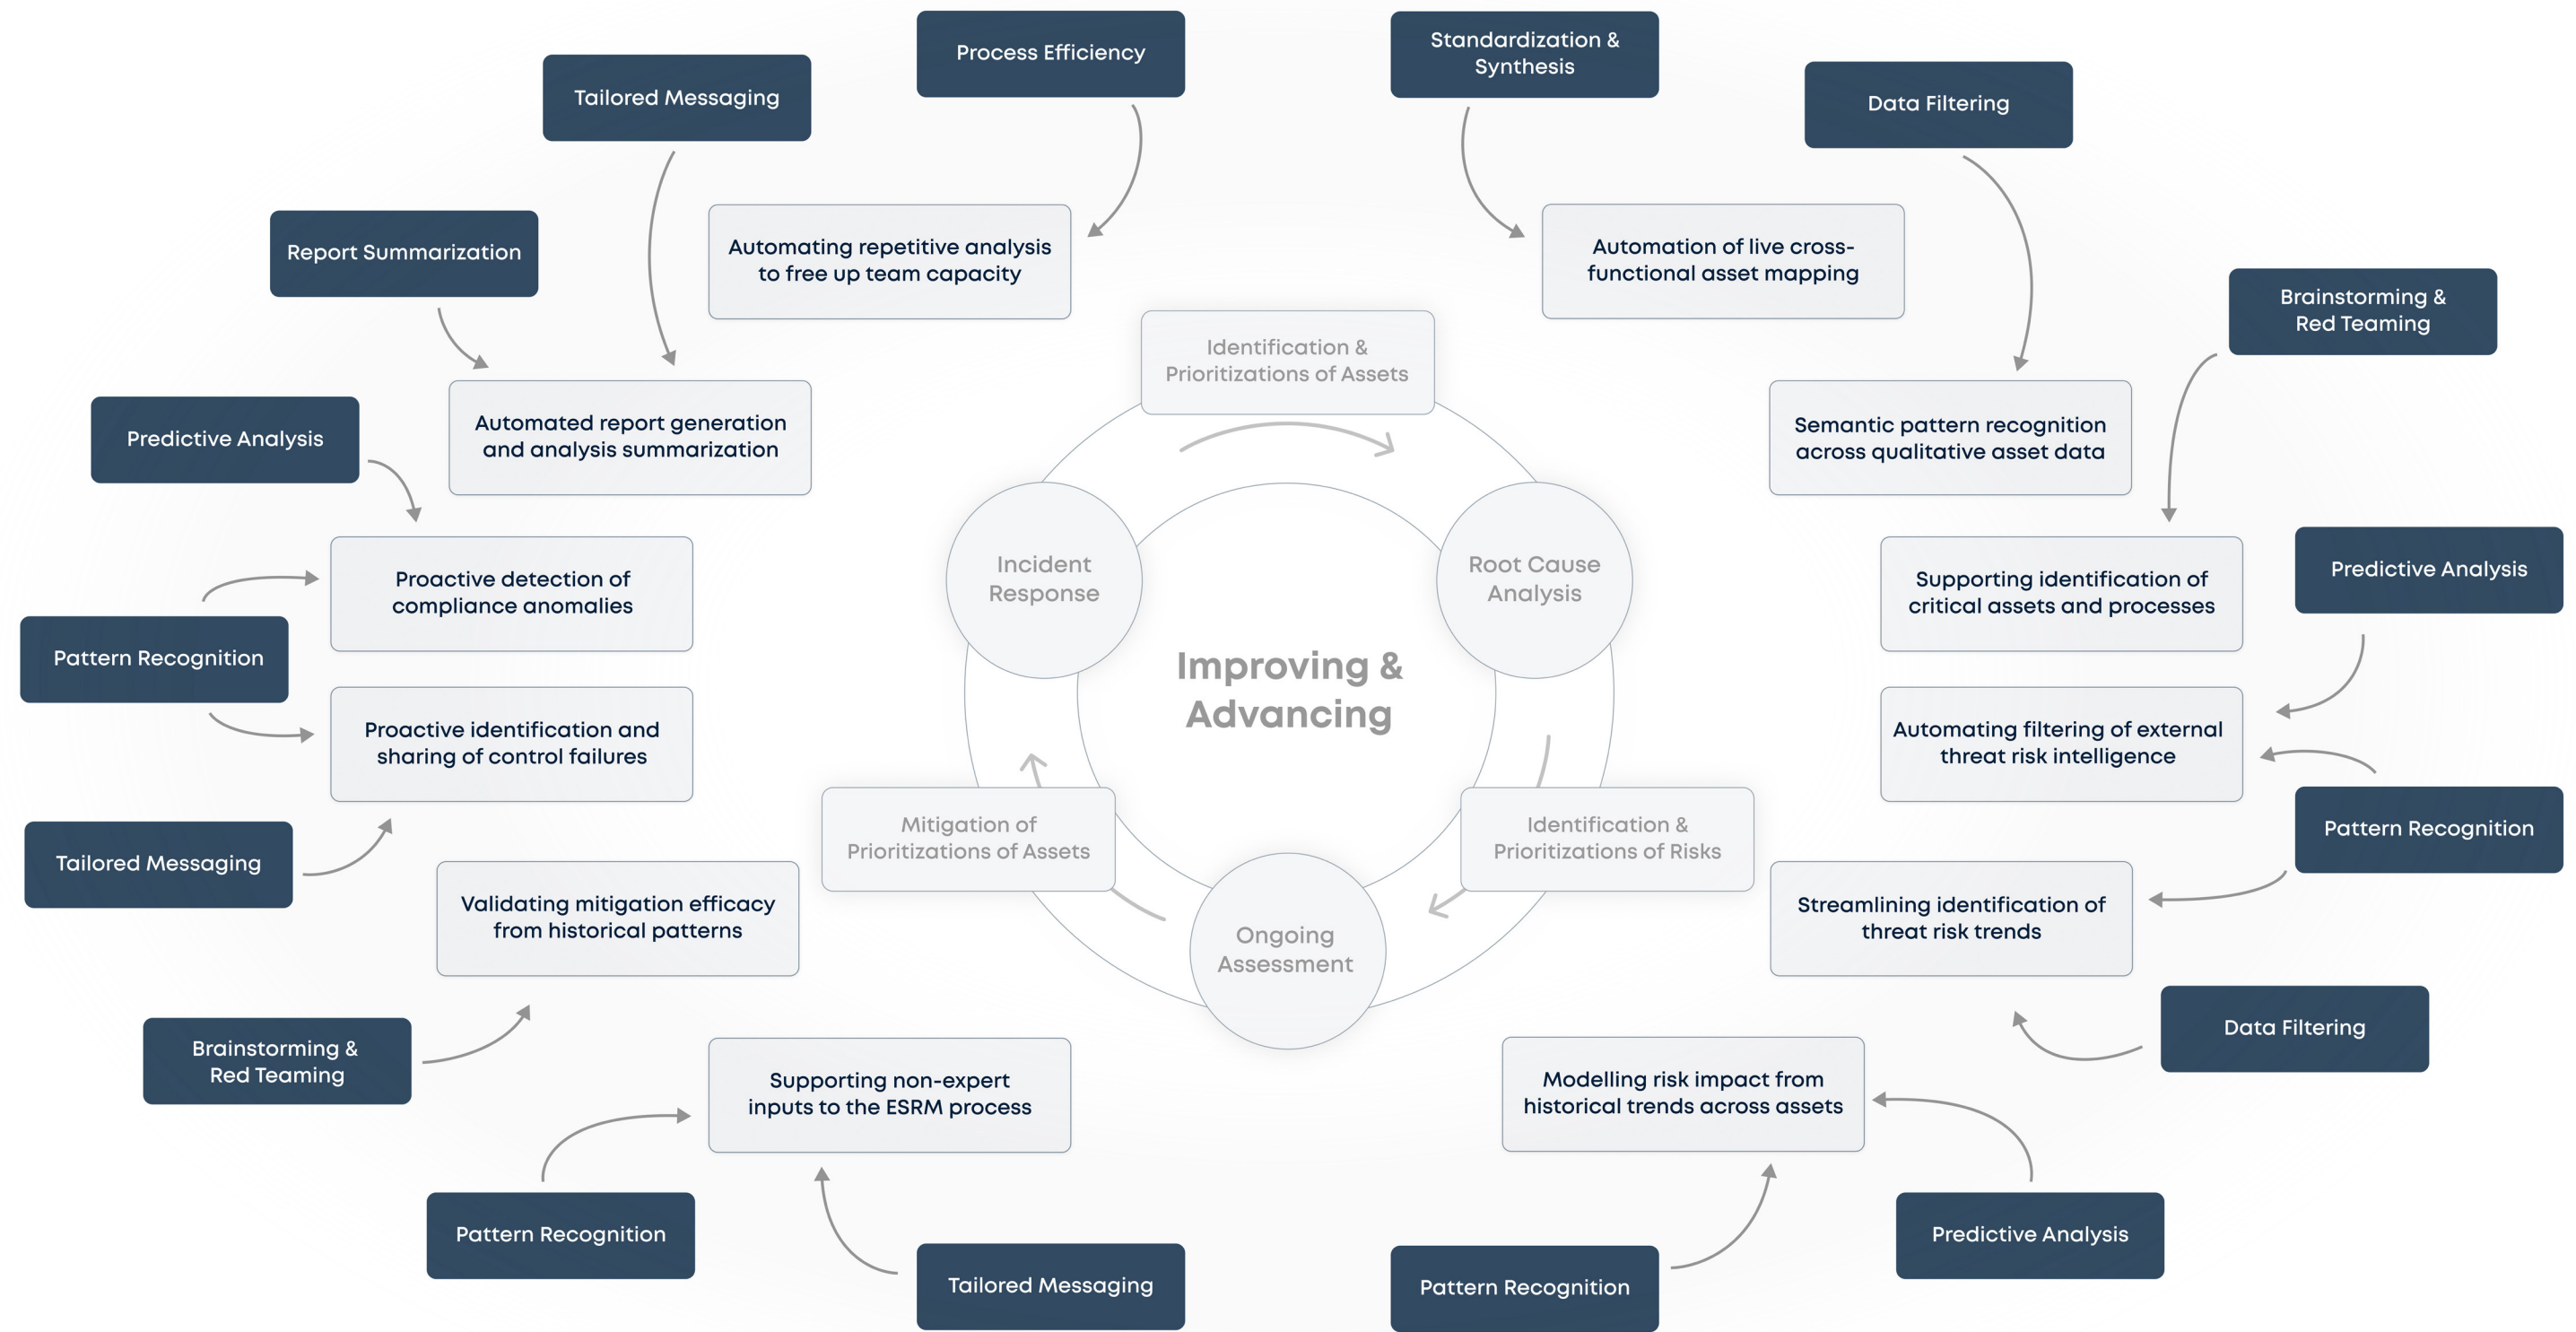 Process Efficiency
Standardization &
Synthesis
Tailored Messaging
Data Filtering
Report Summarization
Automating repetitive analysis
to free up team capacity
Automation of live cross-
functional asset mapping
Brainstorming &
Red Teaming
Identification &
Prioritizations of Assets
Predictive Analysis
Automated report generation
and analysis summarization
Semantic pattern recognition
across qualitative asset data
Proactive detection of
compliance anomalies
Incident
Response
Root Cause
Analysis
Supporting identification of
critical assets and processes
Predictive Analysis
Pattern Recognition
Improving &
Advancing
Proactive identification and
sharing of control failures
Automating filtering of external
threat risk intelligence
Mitigation of
Prioritizations of Assets
Identification &
Prioritizations of Risks
Pattern Recognition
Tailored Messaging
Validating mitigation efficacy
from historical patterns
Ongoing
Assessment
Streamlining identification of
threat risk trends
Brainstorming &
Red Teaming
Data Filtering
Supporting non-expert
inputs to the ESRM process
Modelling risk impact from
historical trends across assets
Pattern Recognition
Predictive Analysis
Tailored Messaging
Pattern Recognition